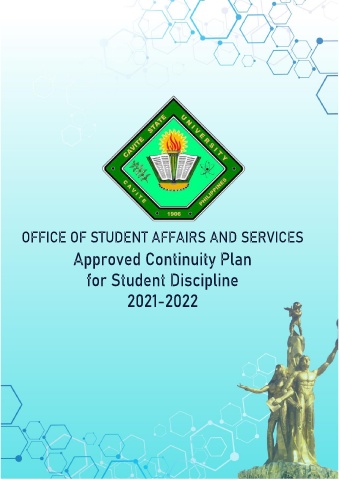 CAVITE STATE UNIVERSITY
CAVITE
PHILIPPINES
1906
OFFICE OF STUDENT AFFAIRS AND SERVICES
Approved Continuity Plan
for Student Discipline
2021-2022